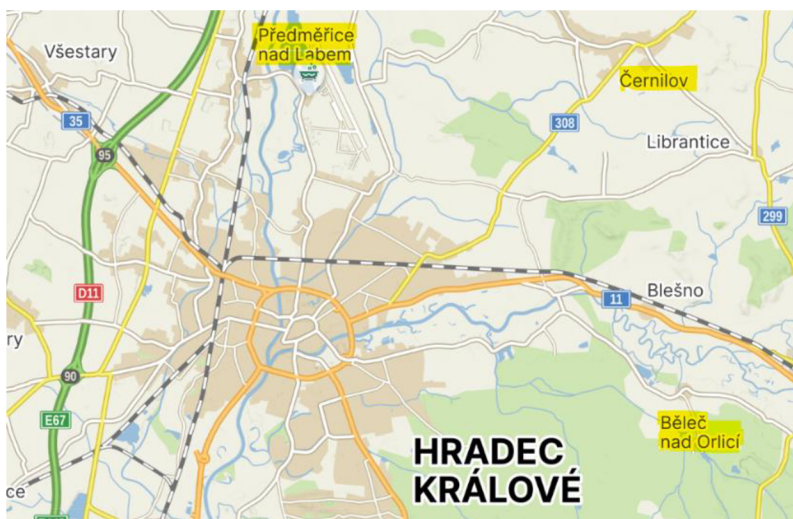 Předměřice
nad Labem
Všestary
Černilov
35
308
95
Librantice
299
D11
11
Blešno
ry
90
E67
Běleč
nad Orlicí
HRADEC
KRÁLOVÉ
ce